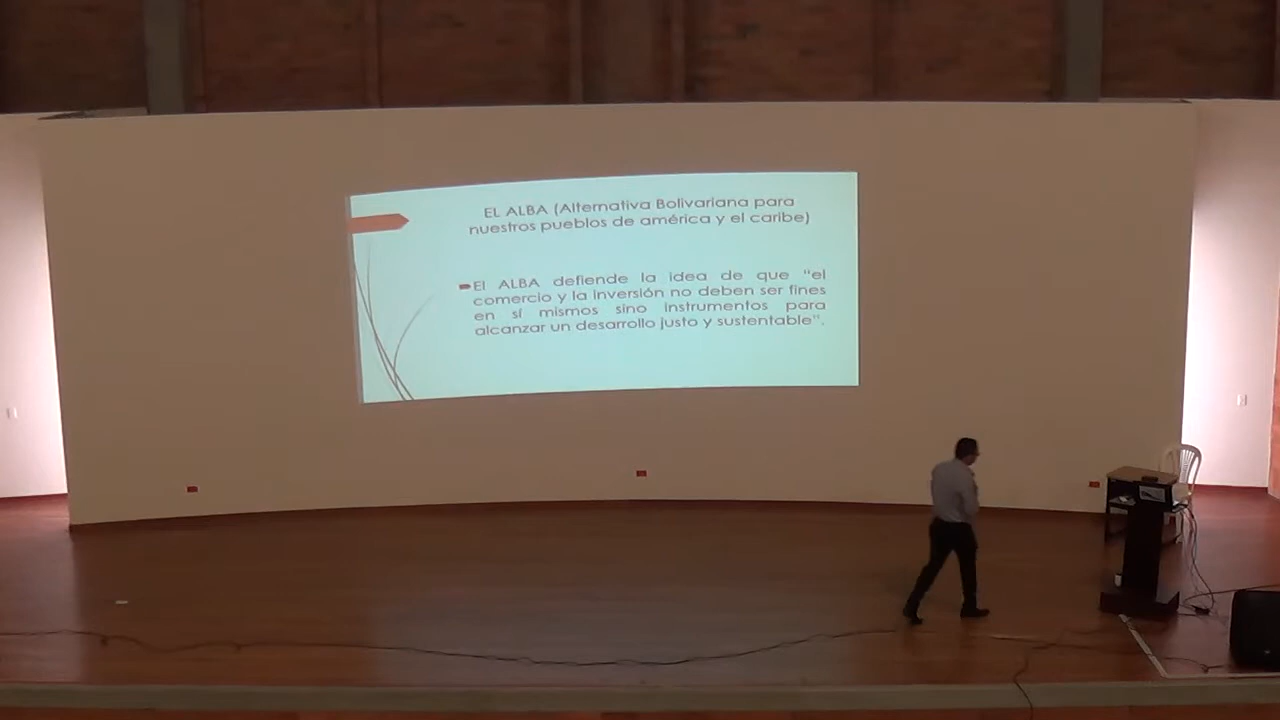 EL ALBA (Alternativa Bolivariana para
nuestros pueblos de américa y el caribe)
El ALBA defiende la idea de que “el
comercio y la inversión no deben ser fines
en sí mismos sino instrumentos para
alcanzar un desarrollo justo y sustentable”.